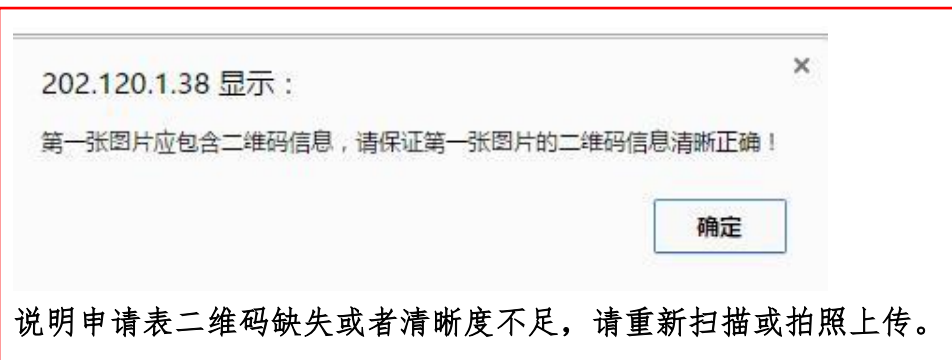 202.120.1.38 显示：
第一张图片应包含二维码信息，请保证第一张图片的二维码信息清晰正确！
确定
说明申请表二维码缺失或者清晰度不足，请重新扫描或拍照上传。